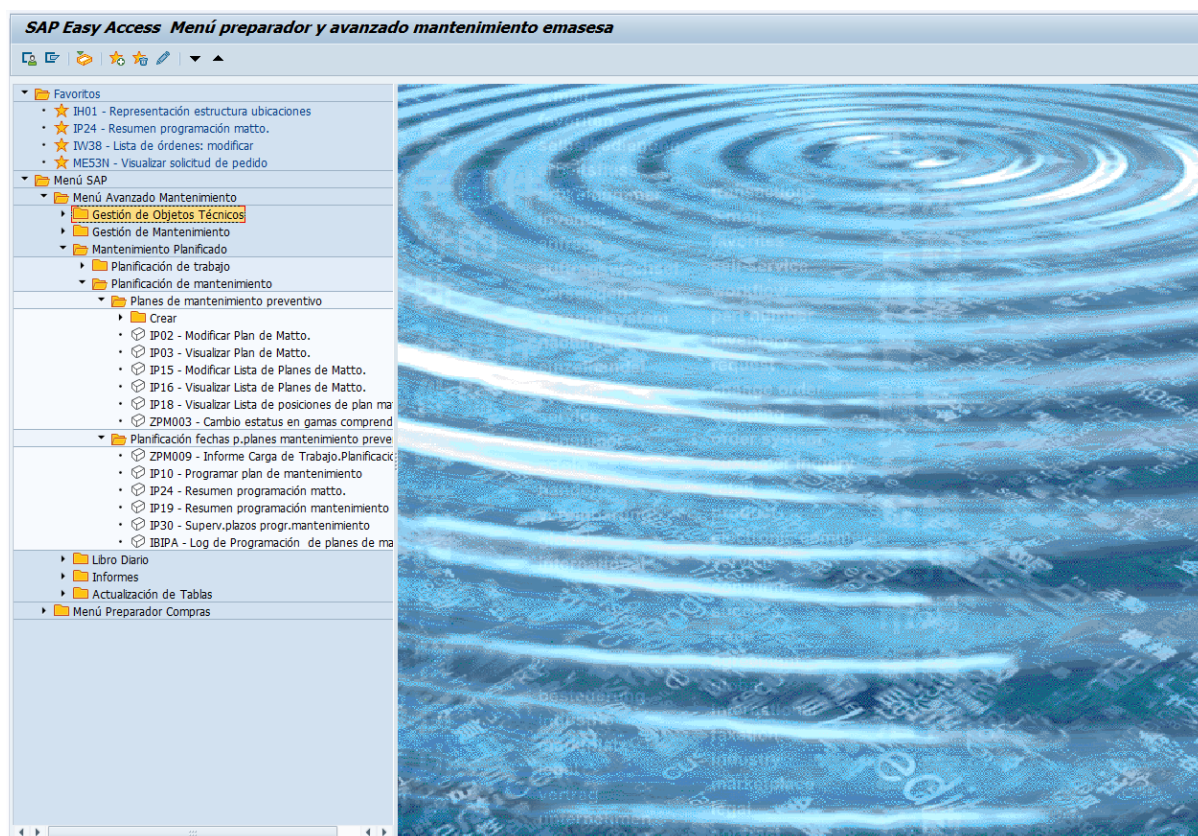 SAP Easy Access Menú preparador y avanzado mantenimiento emasesa
Favoritos
IH01 - Representación estructura ubicaciones
IP24 - Resumen programación matto.
IW38 - Lista de órdenes: modificar
ME53N - Visualizar solicitud de pedido
Menú SAP
Menú Avanzado Mantenimiento
Gestión de Objetos Técnicos
Gestión de Mantenimiento
Mantenimiento Planificado
Planificación de trabajo
Planificación de mantenimiento
Planes de mantenimiento preventivo
Crear
IP02 - Modificar Plan de Matto.
IP03 - Visualizar Plan de Matto.
IP15 - Modificar Lista de Planes de Matto.
IP16 - Visualizar Lista de Planes de Matto.
IP18 - Visualizar Lista de posiciones de plan ma
ZPM003 - Cambio estatus en gamas comprend
Planificación fechas p.planes mantenimiento preve
ZPM009 - Informe Carga de Trabajo.Planificació
IP10 - Programar plan de mantenimiento
IP24 - Resumen programación matto.
IP19 - Resumen programación mantenimiento
IP30 - Superv.plazos progr.mantenimiento
IBIPA - Log de Programación de planes de ma
Libro Diario
Informes
Actualización de Tablas
Menú Preparador Compras